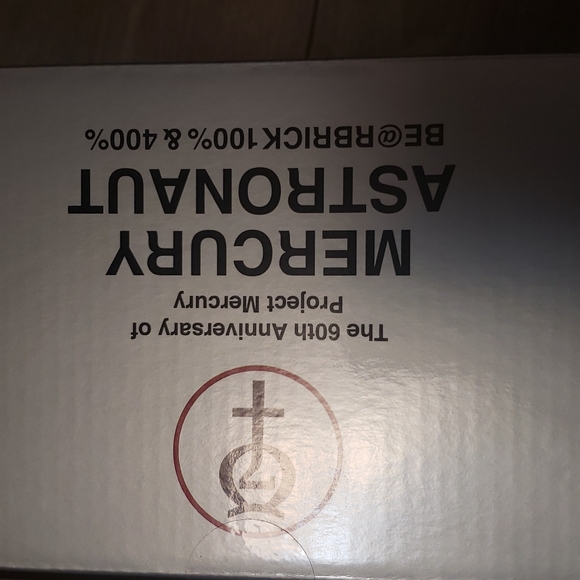 The 60th Anniversary of
Project Mercury
MERCURY
ASTRONAUT
BE@RBRICK 100% & 400%